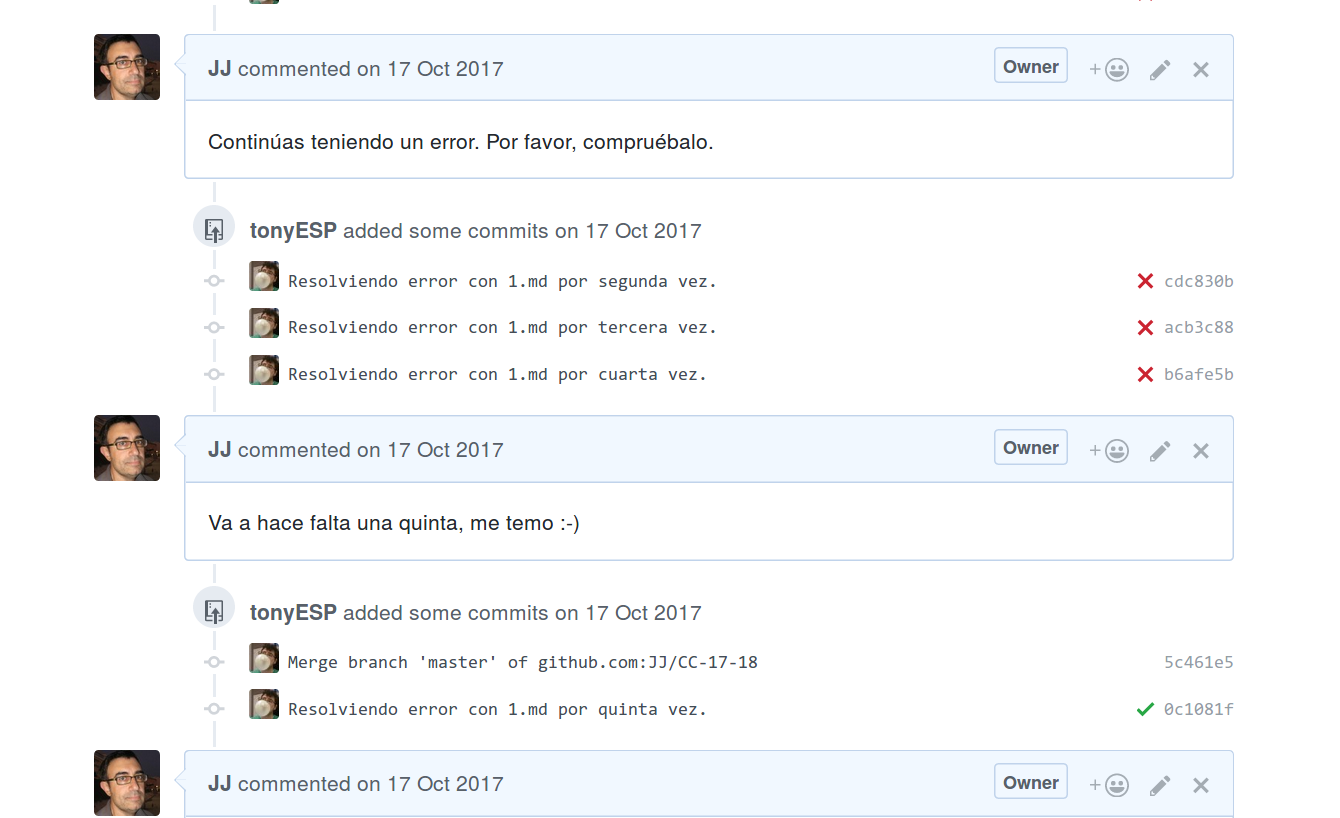 JJ commented on 17 Oct 2017 Owner +
Continúas teniendo un error. Por favor, compruébalo.
tonyESP added some commits on 17 Oct 2017
Resolviendo error con 1.md por segunda vez. cdc830b
Resolviendo error con 1.md por tercera vez. acb3c88
Resolviendo error con 1.md por cuarta vez. b6afe5b
JJ commented on 17 Oct 2017 Owner +
Va a hace falta una quinta, me temo :-)
tonyESP added some commits on 17 Oct 2017
Merge branch 'master' of github.com:JJ/CC-17-18 5c461e5
Resolviendo error con 1.md por quinta vez. 0c1081f
JJ commented on 17 Oct 2017 Owner +